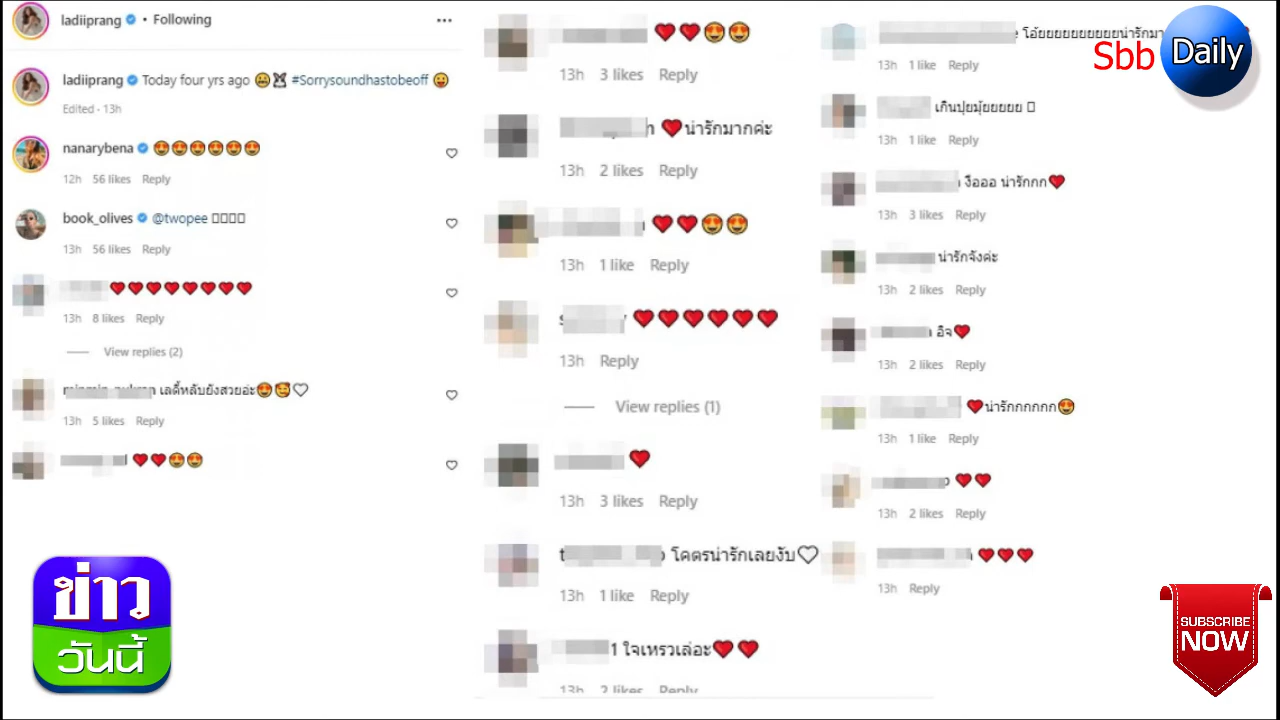 ladiiprang • Following
ladiiprang Today four yrs ago #Sorrysoundhastobeoff
Edited · 13h
nanarybena
12h 56 likes Reply
book_olives @twopee
13h 56 likes Reply
13h 8 likes Reply
View replies (2)
เลดี้หลับยังสวยอ่ะ
13h 5 likes Reply
13h 3 likes Reply
น่ารักมากค่ะ
13h 2 likes Reply
13h 1 like Reply
13h Reply
View replies (1)
13h 3 likes Reply
โคตรน่ารักเลยงับ
13h 1 like Reply
1 ใจเหรวเล่อะ
13h 2 likes Reply
โอ้ยยยยยยยยยยน่ารักมา
13h 1 like Reply
เกินปุยมุ้ยยยยย
13h 1 like Reply
งือออ น่ารักกก
13h 3 likes Reply
น่ารักจังค่ะ
13h 2 likes Reply
อิจ
13h 2 likes Reply
น่ารักกกกกก
13h 1 like Reply
13h 2 likes Reply
13h Reply
Sbb Daily
ข่าว
วันนี้
SUBSCRIBE
NOW